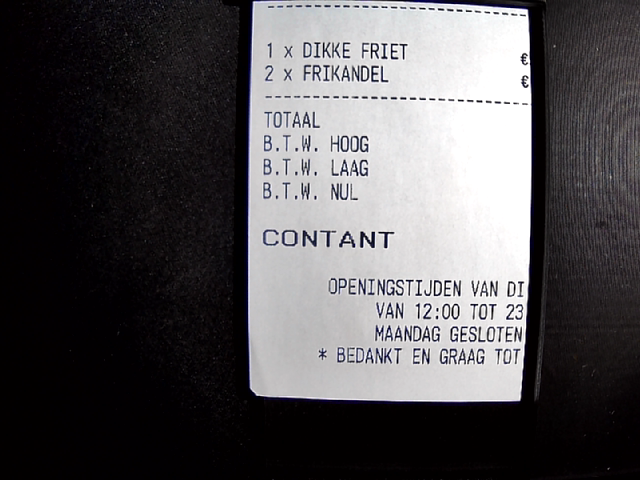 1 x DIKKE FRIET €
2 x FRIKANDEL €
TOTAAL
B.T.W. HOOG
B.T.W. LAAG
B.T.W. NUL
CONTANT
OPENINGSTIJDEN VAN DI
VAN 12:00 TOT 23
MAANDAG GESLOTEN
* BEDANKT EN GRAAG TOT